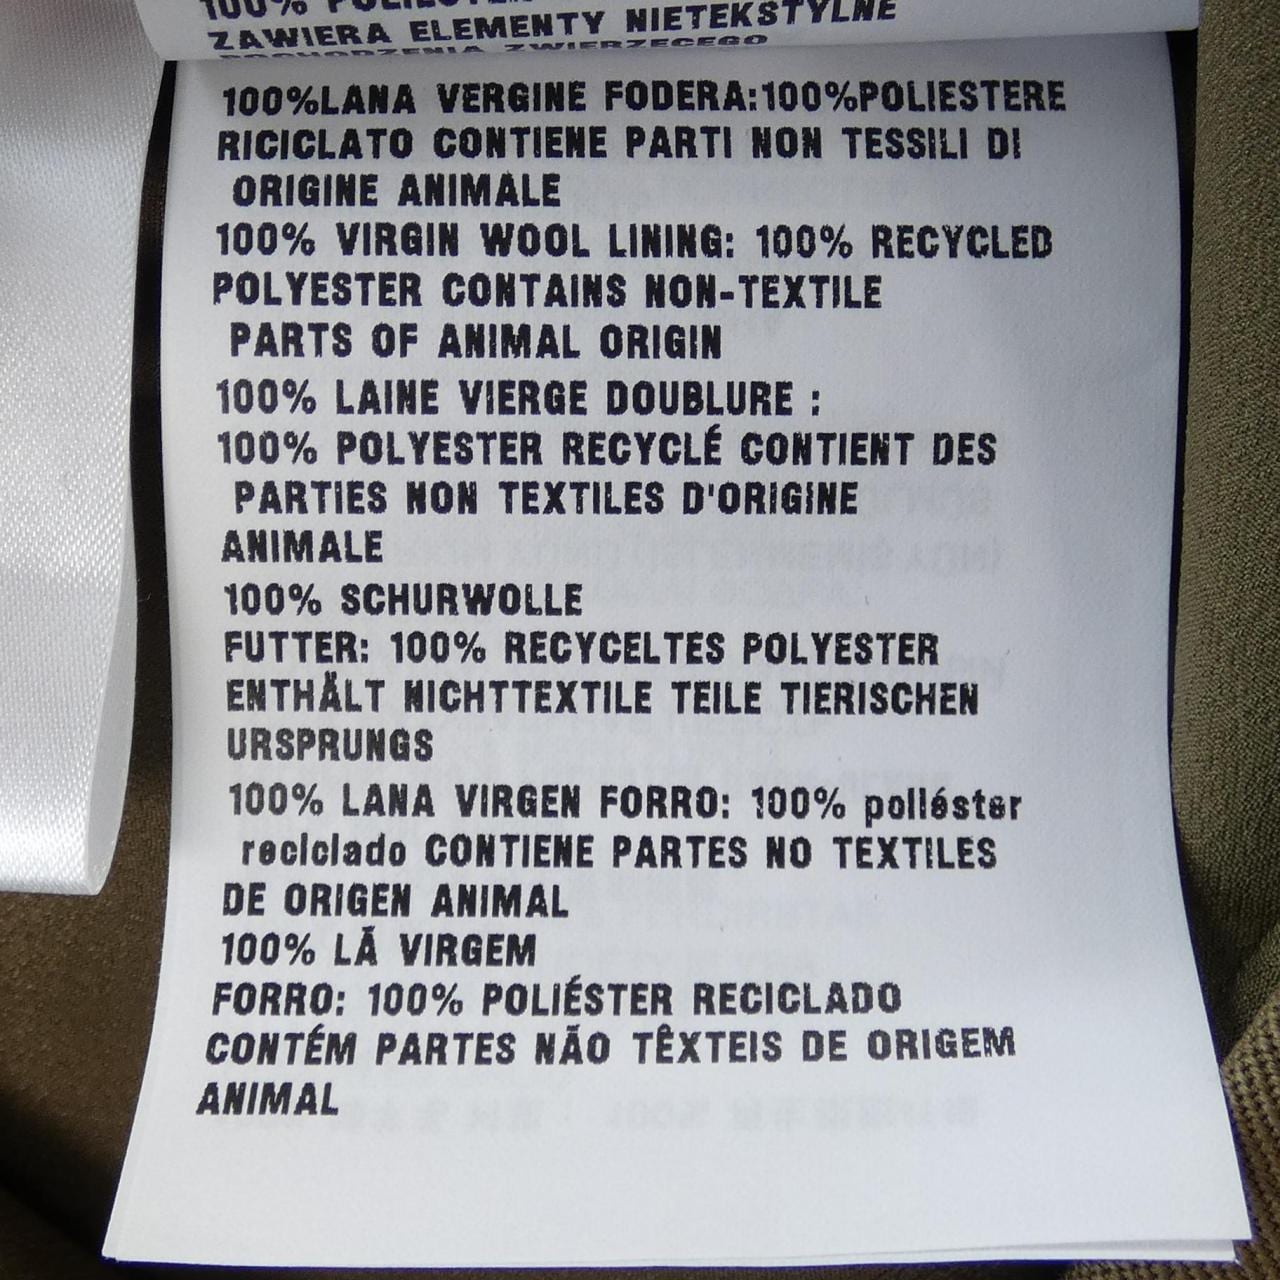 100% POLIESTER
ZAWIERA ELEMENTY NIETEKSTYLNE
POCHODZENIA ZWIERZĘCEGO
100%LANA VERGINE FODERA:100%POLIESTERE
RICICLATO CONTIENE PARTI NON TESSILI DI
ORIGINE ANIMALE
100% VIRGIN WOOL LINING: 100% RECYCLED
POLYESTER CONTAINS NON-TEXTILE
PARTS OF ANIMAL ORIGIN
100% LAINE VIERGE DOUBLURE :
100% POLYESTER RECYCLÉ CONTIENT DES
PARTIES NON TEXTILES D'ORIGINE
ANIMALE
100% SCHURWOLLE
FUTTER: 100% RECYCELTES POLYESTER
ENTHÄLT NICHTTEXTILE TEILE TIERISCHEN
URSPRUNGS
100% LANA VIRGEN FORRO: 100% poliéster
reciclado CONTIENE PARTES NO TEXTILES
DE ORIGEN ANIMAL
100% LÃ VIRGEM
FORRO: 100% POLIÉSTER RECICLADO
CONTÉM PARTES NÃO TÊXTEIS DE ORIGEM
ANIMAL